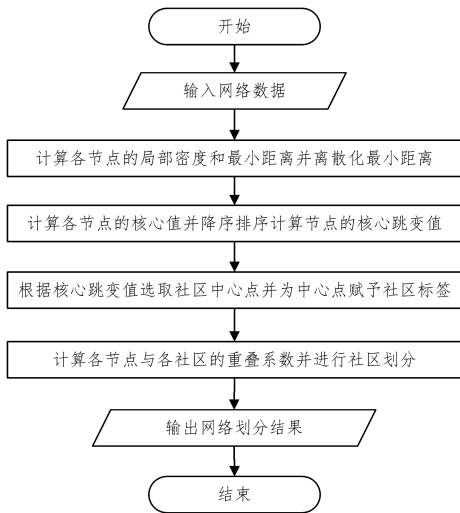 开始
输入网络数据
计算各节点的局部密度和最小距离并离散化最小距离
计算各节点的核心值并降序排序计算节点的核心跳变值
根据核心跳变值选取社区中心点并为中心点赋予社区标签
计算各节点与各社区的重叠系数并进行社区划分
输出网络划分结果
结束